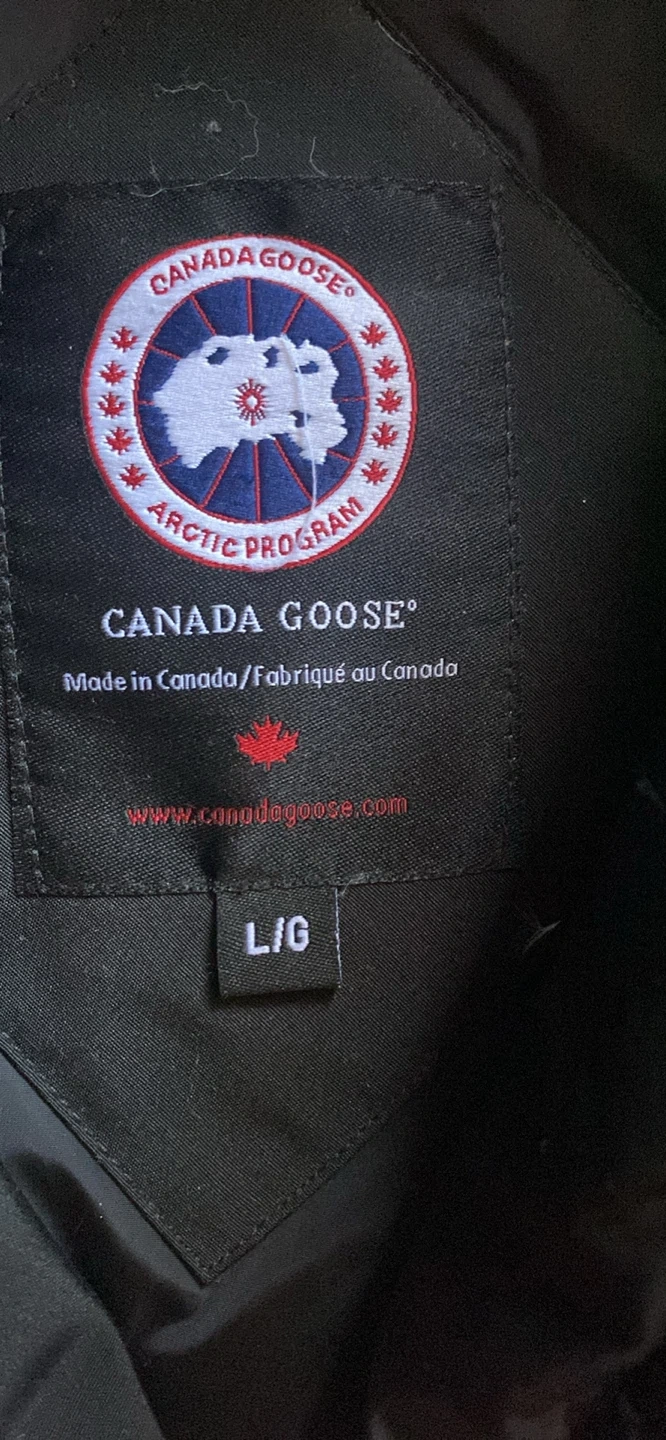 CANADA GOOSE°
ARCTIC PROGRAM
CANADA GOOSE°
Made in Canada/Fabriqué au Canada
www.canadagoose.com
L/G